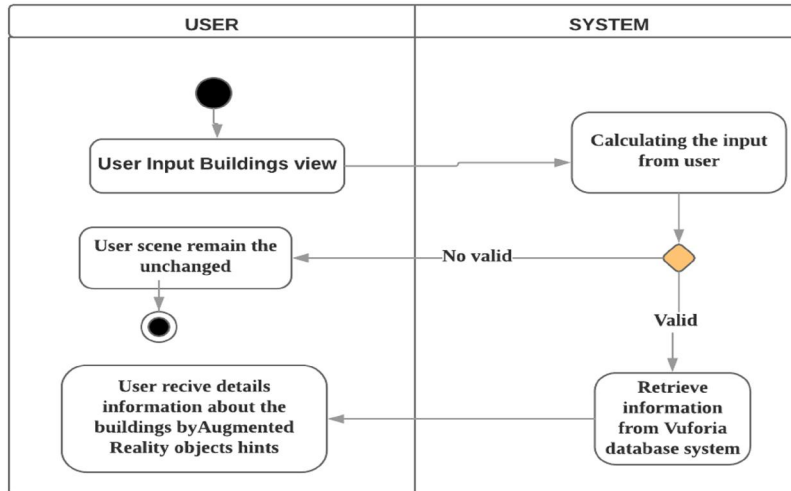 USER
SYSTEM
User Input Buildings view
Calculating the input
from user
User scene remain the
unchanged
No valid
Valid
User recive details
information about the
buildings byAugmented
Reality objects hints
Retrieve
information
from Vuforia
database system